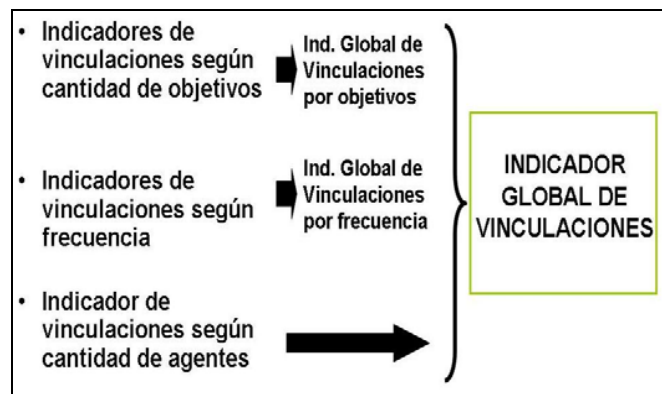 • Indicadores de
vinculaciones según
cantidad de objetivos
Ind. Global de
Vinculaciones
por objetivos
• Indicadores de
vinculaciones según
frecuencia
Ind. Global de
Vinculaciones
por frecuencia
• Indicador de
vinculaciones según
cantidad de agentes
INDICADOR
GLOBAL DE
VINCULACIONES